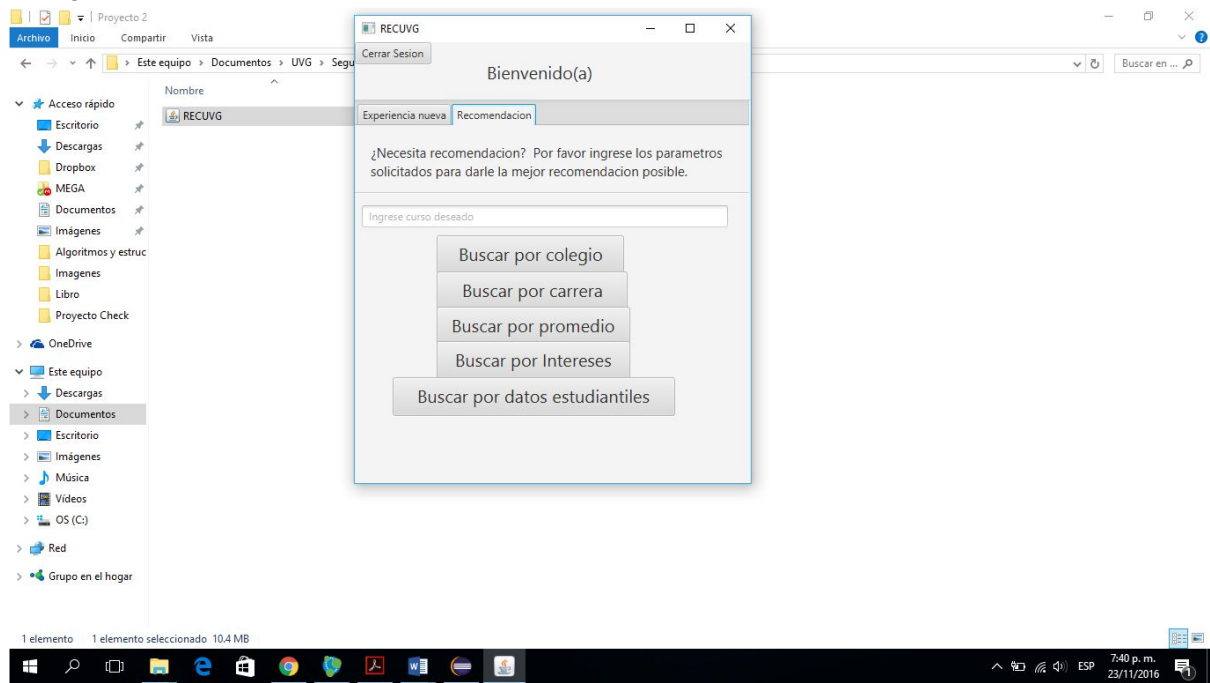 Proyecto 2
Archivo Inicio Compartir Vista
Este equipo > Documentos > UVG > Segu
Buscar en ...
Nombre
RECUVG
Acceso rápido
Escritorio
Descargas
Dropbox
MEGA
Documentos
Imágenes
Algoritmos y estruc
Imagenes
Libro
Proyecto Check
OneDrive
Este equipo
Descargas
Documentos
Escritorio
Imágenes
Música
Vídeos
OS (C:)
Red
Grupo en el hogar
RECUVG
Cerrar Sesion
Bienvenido(a)
Experiencia nueva Recomendacion
¿Necesita recomendacion? Por favor ingrese los parametros
solicitados para darle la mejor recomendacion posible.
Ingrese curso deseado
Buscar por colegio
Buscar por carrera
Buscar por promedio
Buscar por Intereses
Buscar por datos estudiantiles
1 elemento 1 elemento seleccionado 10.4 MB
ESP
7:40 p. m.
23/11/2016